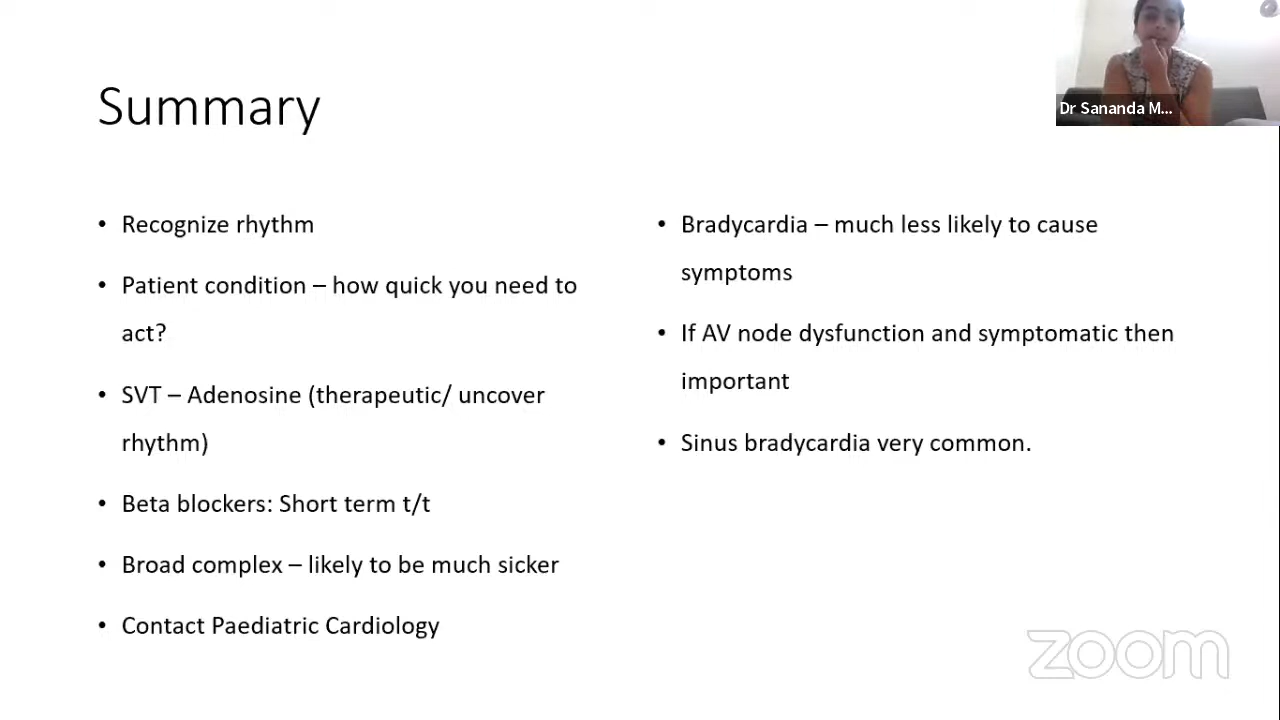 Summary
• Recognize rhythm
• Patient condition – how quick you need to
act?
• SVT – Adenosine (therapeutic/ uncover
rhythm)
• Beta blockers: Short term t/t
• Broad complex – likely to be much sicker
• Contact Paediatric Cardiology
• Bradycardia – much less likely to cause
symptoms
• If AV node dysfunction and symptomatic then
important
• Sinus bradycardia very common.
Dr Sananda M...
zoom